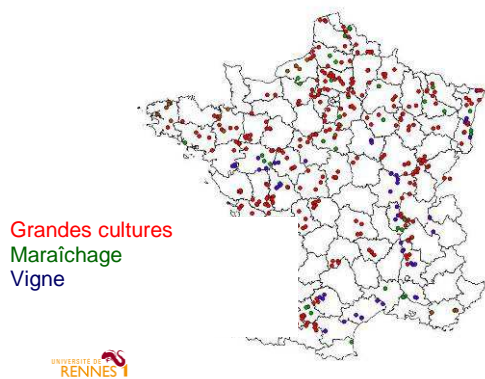 Grandes cultures
Maraîchage
Vigne
UNIVERSITÉ DE
RENNES 1